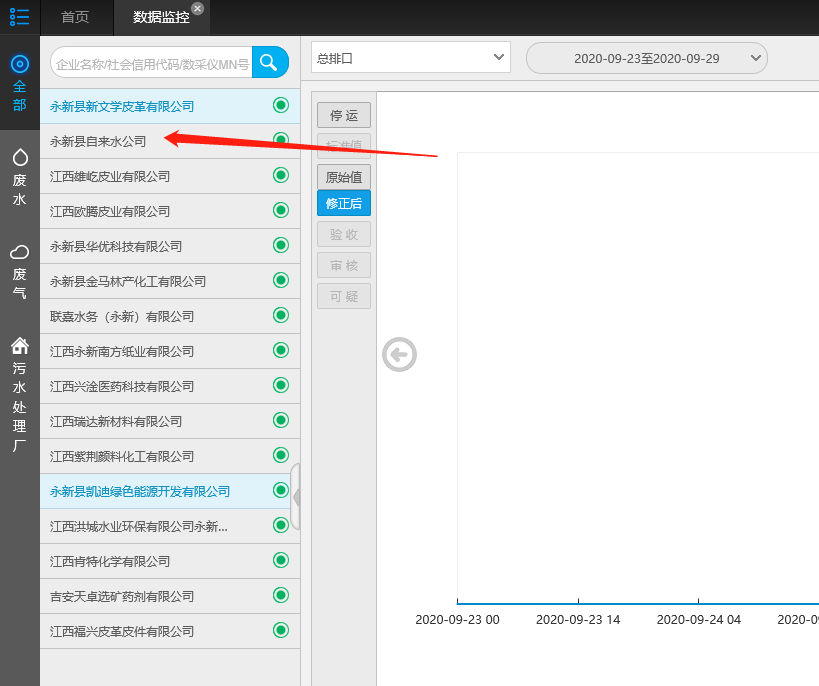 首页
数据监控
全部
废水
废气
污水处理厂
企业名称/社会信用代码/数采仪MN号
永新县新文学皮革有限公司
永新县自来水公司
江西雄屹皮业有限公司
江西欧腾皮业有限公司
永新县华优科技有限公司
永新县金马林产化工有限公司
联嘉水务（永新）有限公司
江西永新南方纸业有限公司
江西兴淦医药科技有限公司
江西瑞达新材料有限公司
江西紫荆颜料化工有限公司
永新县凯迪绿色能源开发有限公司
江西洪城水业环保有限公司永新...
江西肯特化学有限公司
吉安天卓选矿药剂有限公司
江西福兴皮革皮件有限公司
总排口
2020-09-23至2020-09-29
停 运
标准值
原始值
修正后
验 收
审 核
可 疑
2020-09-23 00
2020-09-23 14
2020-09-24 04
2020-0